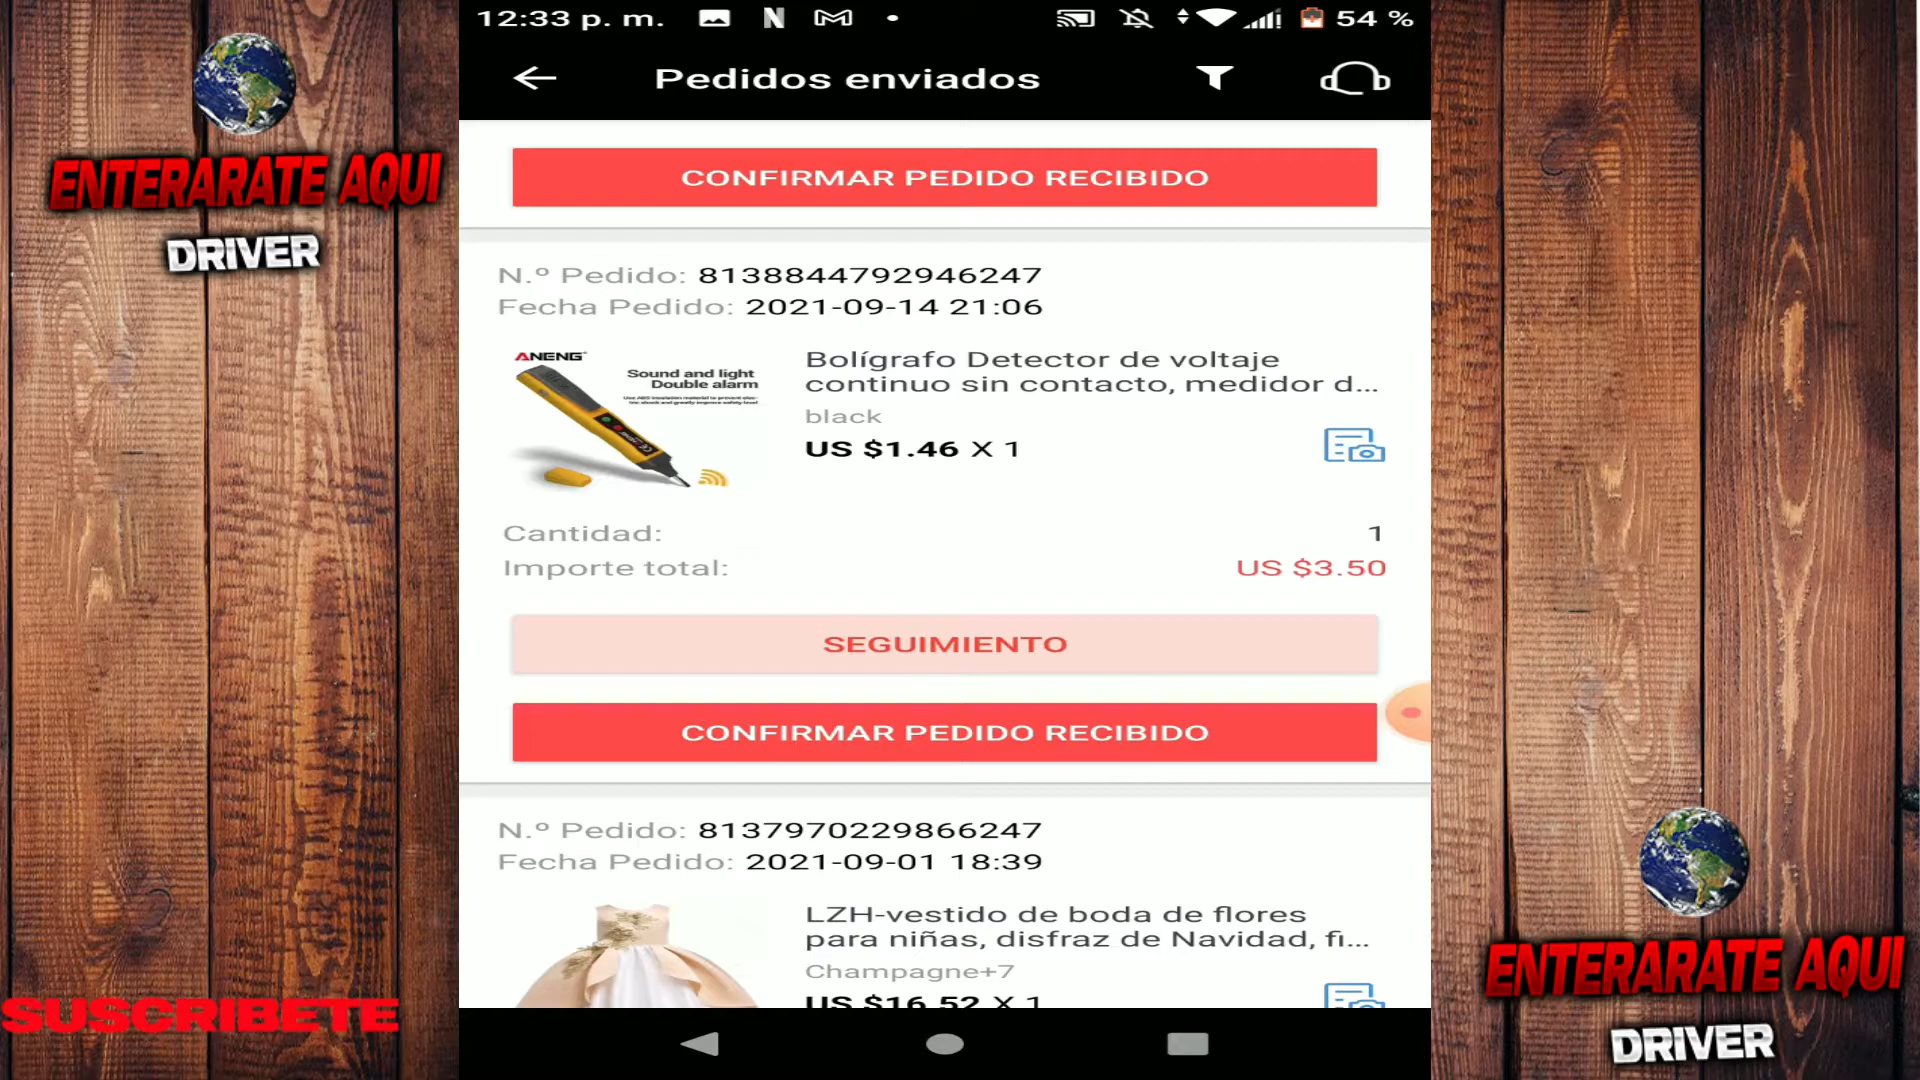 12:33 p. m.
54 %
Pedidos enviados
ENTERARATE AQUI
DRIVER
CONFIRMAR PEDIDO RECIBIDO
N.º Pedido: 8138844792946247
Fecha Pedido: 2021-09-14 21:06
ANENG
Sound and light
Double alarm
Bolígrafo Detector de voltaje
continuo sin contacto, medidor d...
black
US $1.46 X 1
Cantidad: 1
Importe total: US $3.50
SEGUIMIENTO
CONFIRMAR PEDIDO RECIBIDO
N.º Pedido: 8137970229866247
Fecha Pedido: 2021-09-01 18:39
LZH-vestido de boda de flores
para niñas, disfraz de Navidad, fi...
Champagne+7
US $16.52 X 1
SUSCRIBETE
ENTERARATE AQUI
DRIVER